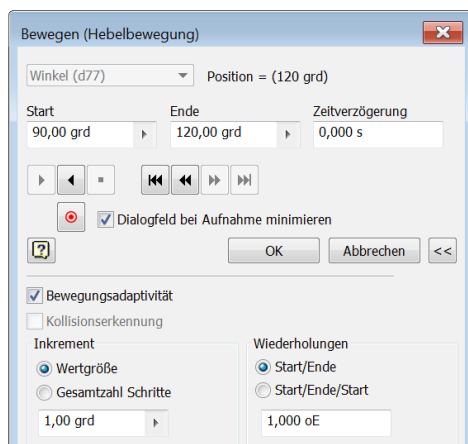 Bewegen (Hebelbewegung)
Winkel (d77) Position = (120 grd)
Start Ende Zeitverzögerung
90,00 grd 120,00 grd 0,000 s
Dialogfeld bei Aufnahme minimieren
? OK Abbrechen <<
Bewegungsadaptivität
Kollisionserkennung
Inkrement Wiederholungen
Wertgröße Start/Ende
Gesamtzahl Schritte Start/Ende/Start
1,00 grd 1,000 oE